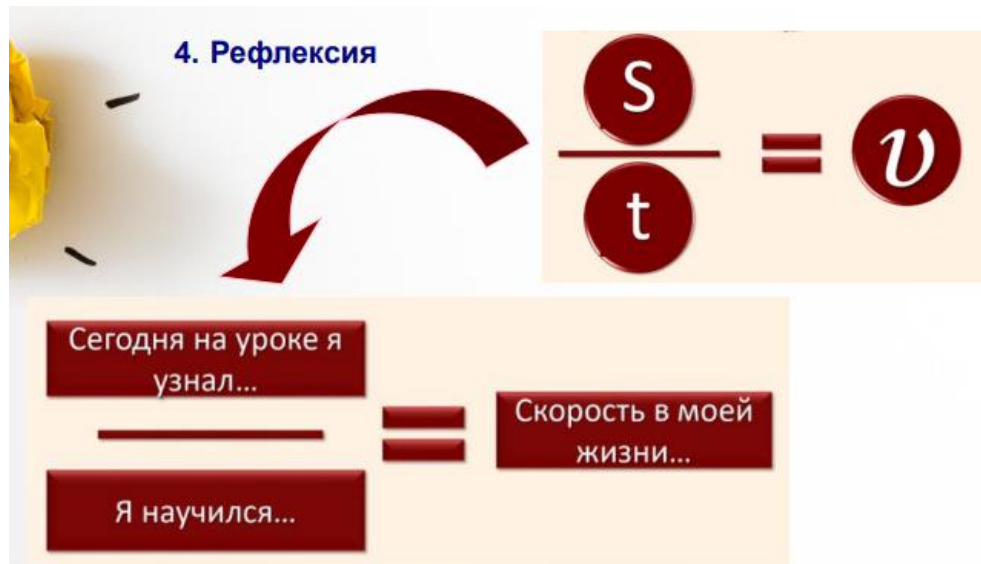 4. Рефлексия
S
t
=
υ
Сегодня на уроке я
узнал...
Я научился...
=
Скорость в моей
жизни...